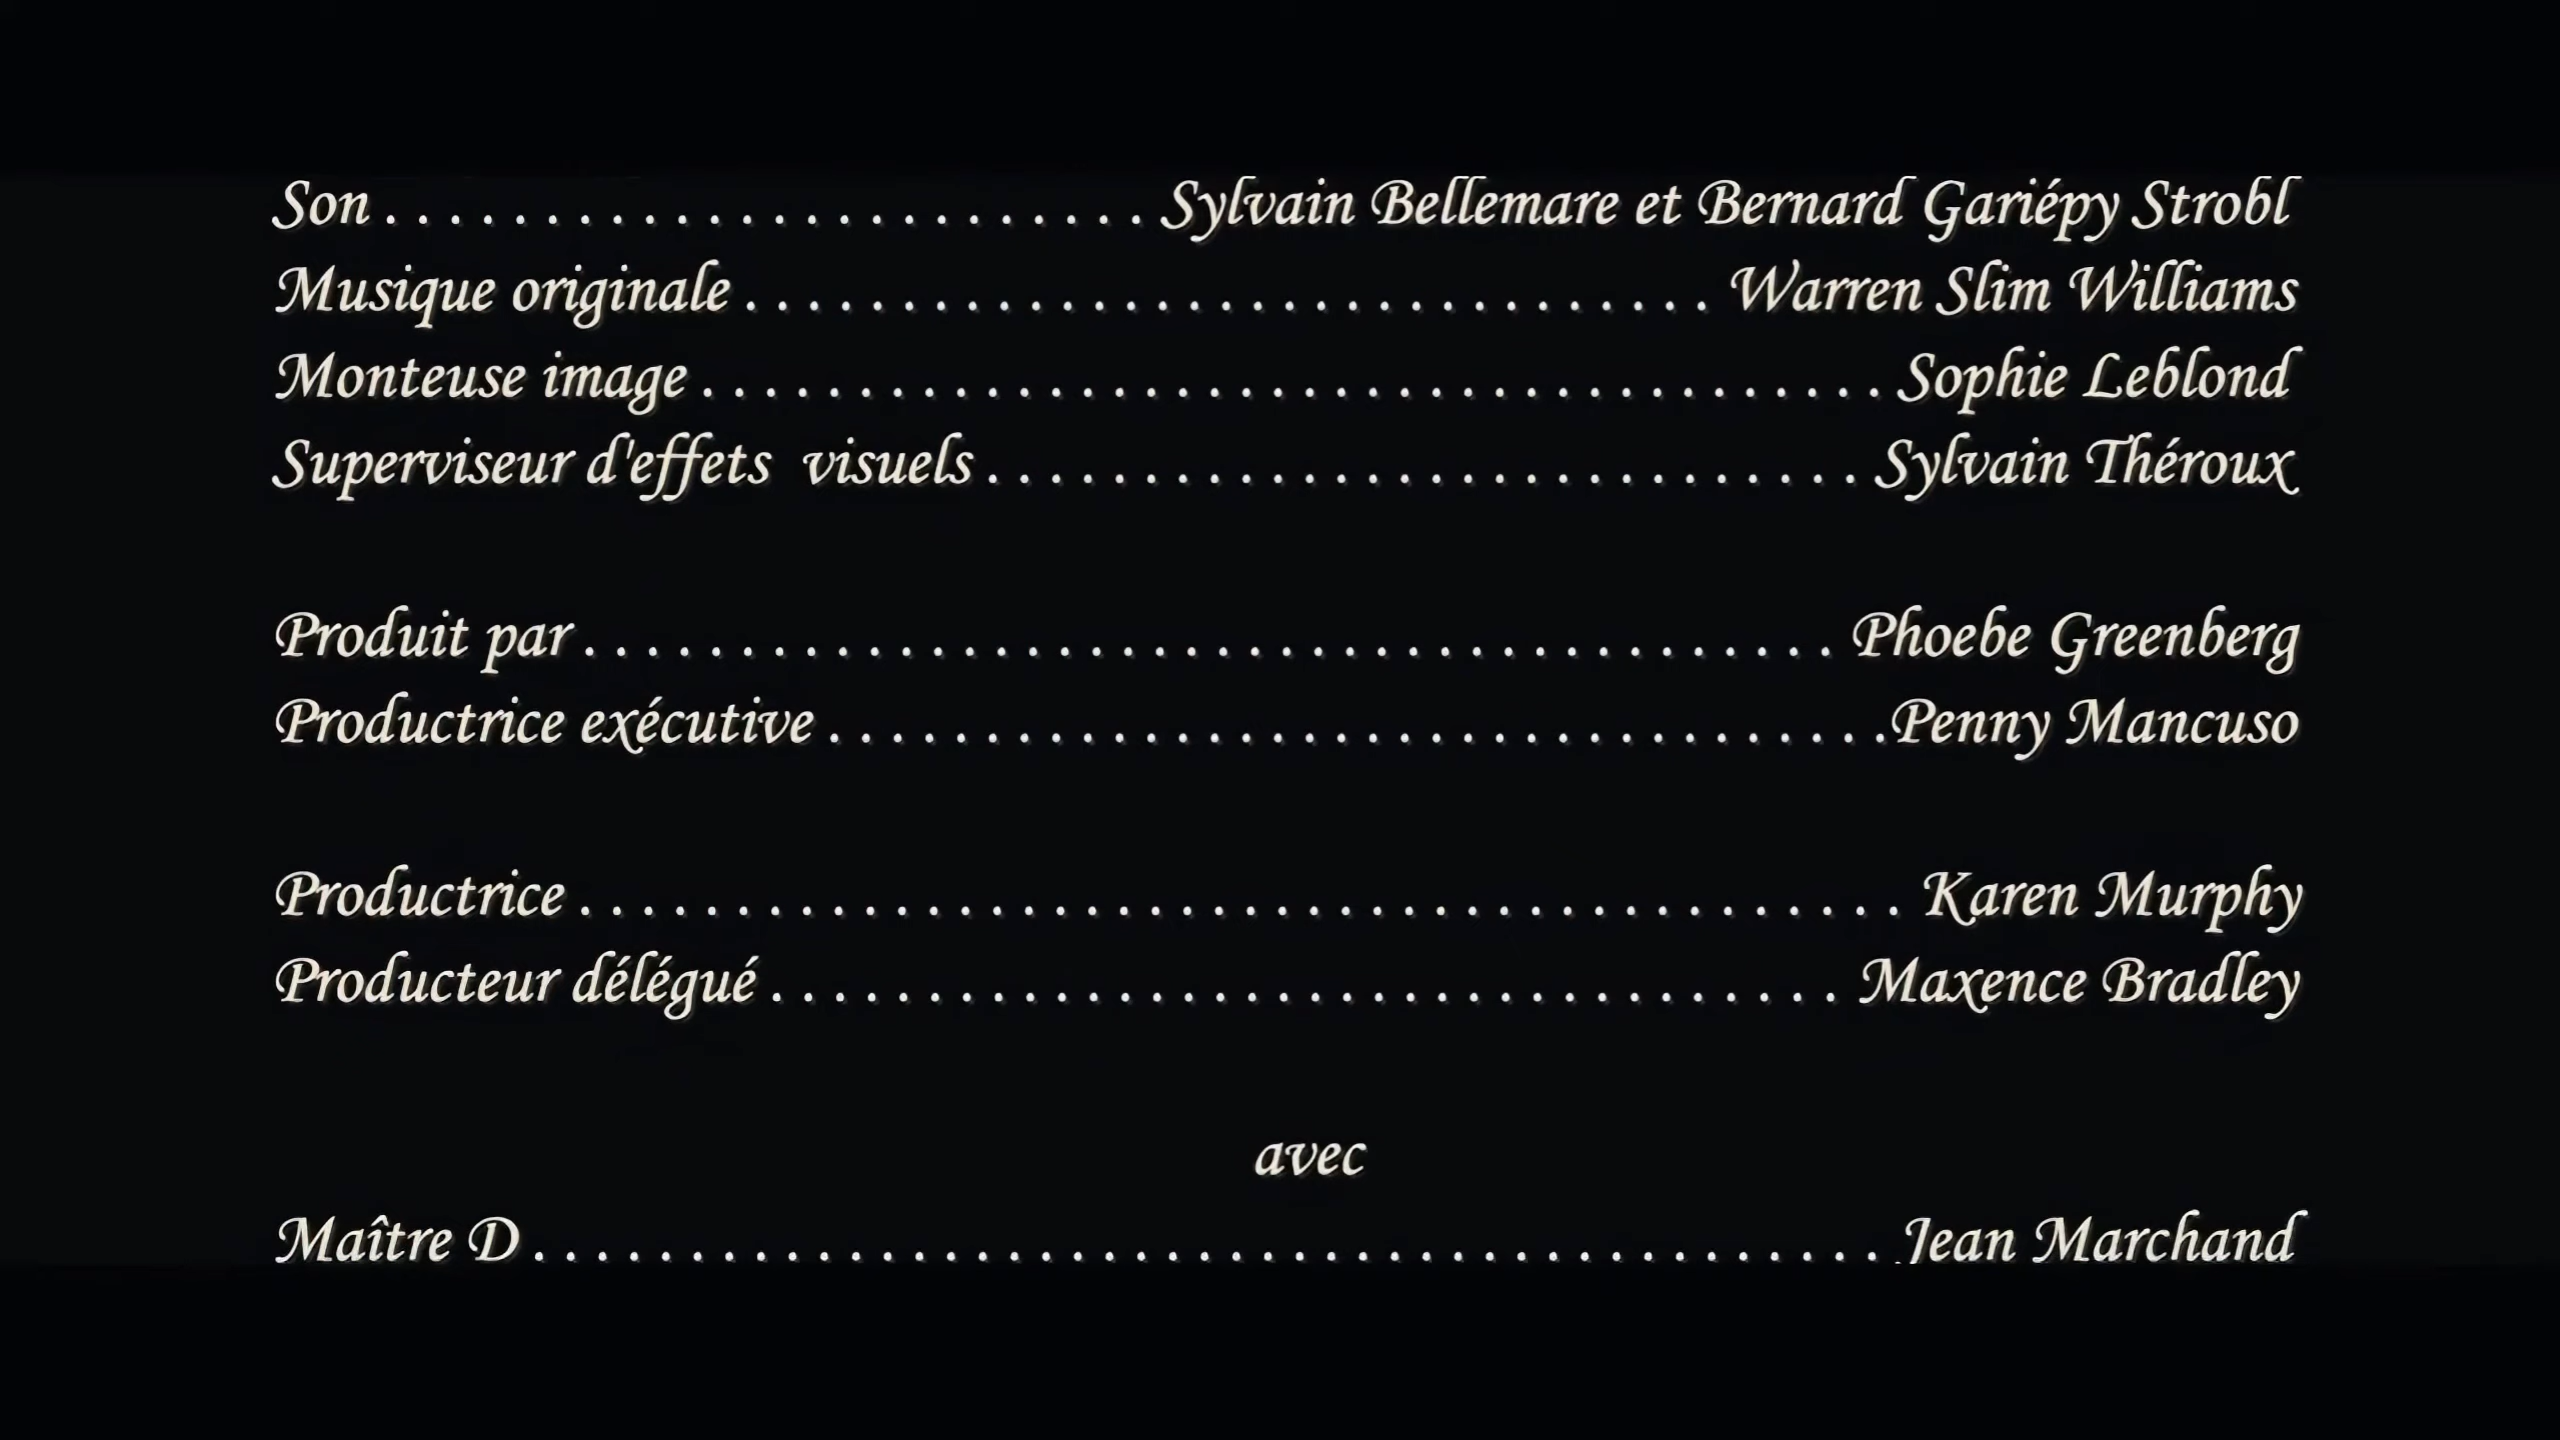 Son . . . . . . . . . . . . . . . . . . . . . . . . Sylvain Bellemare et Bernard Gariépy Strobl
Musique originale . . . . . . . . . . . . . . . . . . . . . . . . . . . . . . . Warren Slim Williams
Monteuse image . . . . . . . . . . . . . . . . . . . . . . . . . . . . . . . . . . . . . . Sophie Leblond
Superviseur d'effets  visuels . . . . . . . . . . . . . . . . . . . . . . . . . . . . Sylvain Théroux
Produit par . . . . . . . . . . . . . . . . . . . . . . . . . . . . . . . . . . . . . . . . Phoebe Greenberg
Productrice exécutive . . . . . . . . . . . . . . . . . . . . . . . . . . . . . . . . . .Penny Mancuso
Productrice . . . . . . . . . . . . . . . . . . . . . . . . . . . . . . . . . . . . . . . . . . Karen Murphy
Producteur délégué . . . . . . . . . . . . . . . . . . . . . . . . . . . . . . . . . . Maxence Bradley
avec
Maître D . . . . . . . . . . . . . . . . . . . . . . . . . . . . . . . . . . . . . . . . . . . Jean Marchand